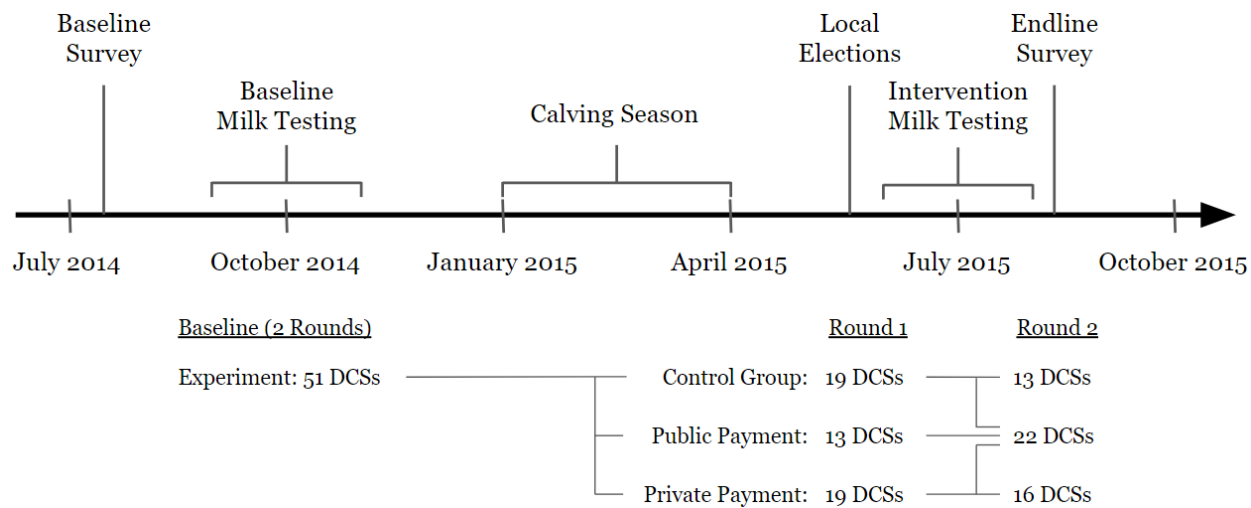 Baseline
Survey
Baseline
Milk Testing
Calving Season
Local
Elections
Intervention
Milk Testing
Endline
Survey
July 2014
October 2014
January 2015
April 2015
July 2015
October 2015
Baseline (2 Rounds)
Round 1
Round 2
Experiment: 51 DCSs
Control Group: 19 DCSs
13 DCSs
Public Payment: 13 DCSs
22 DCSs
Private Payment: 19 DCSs
16 DCSs